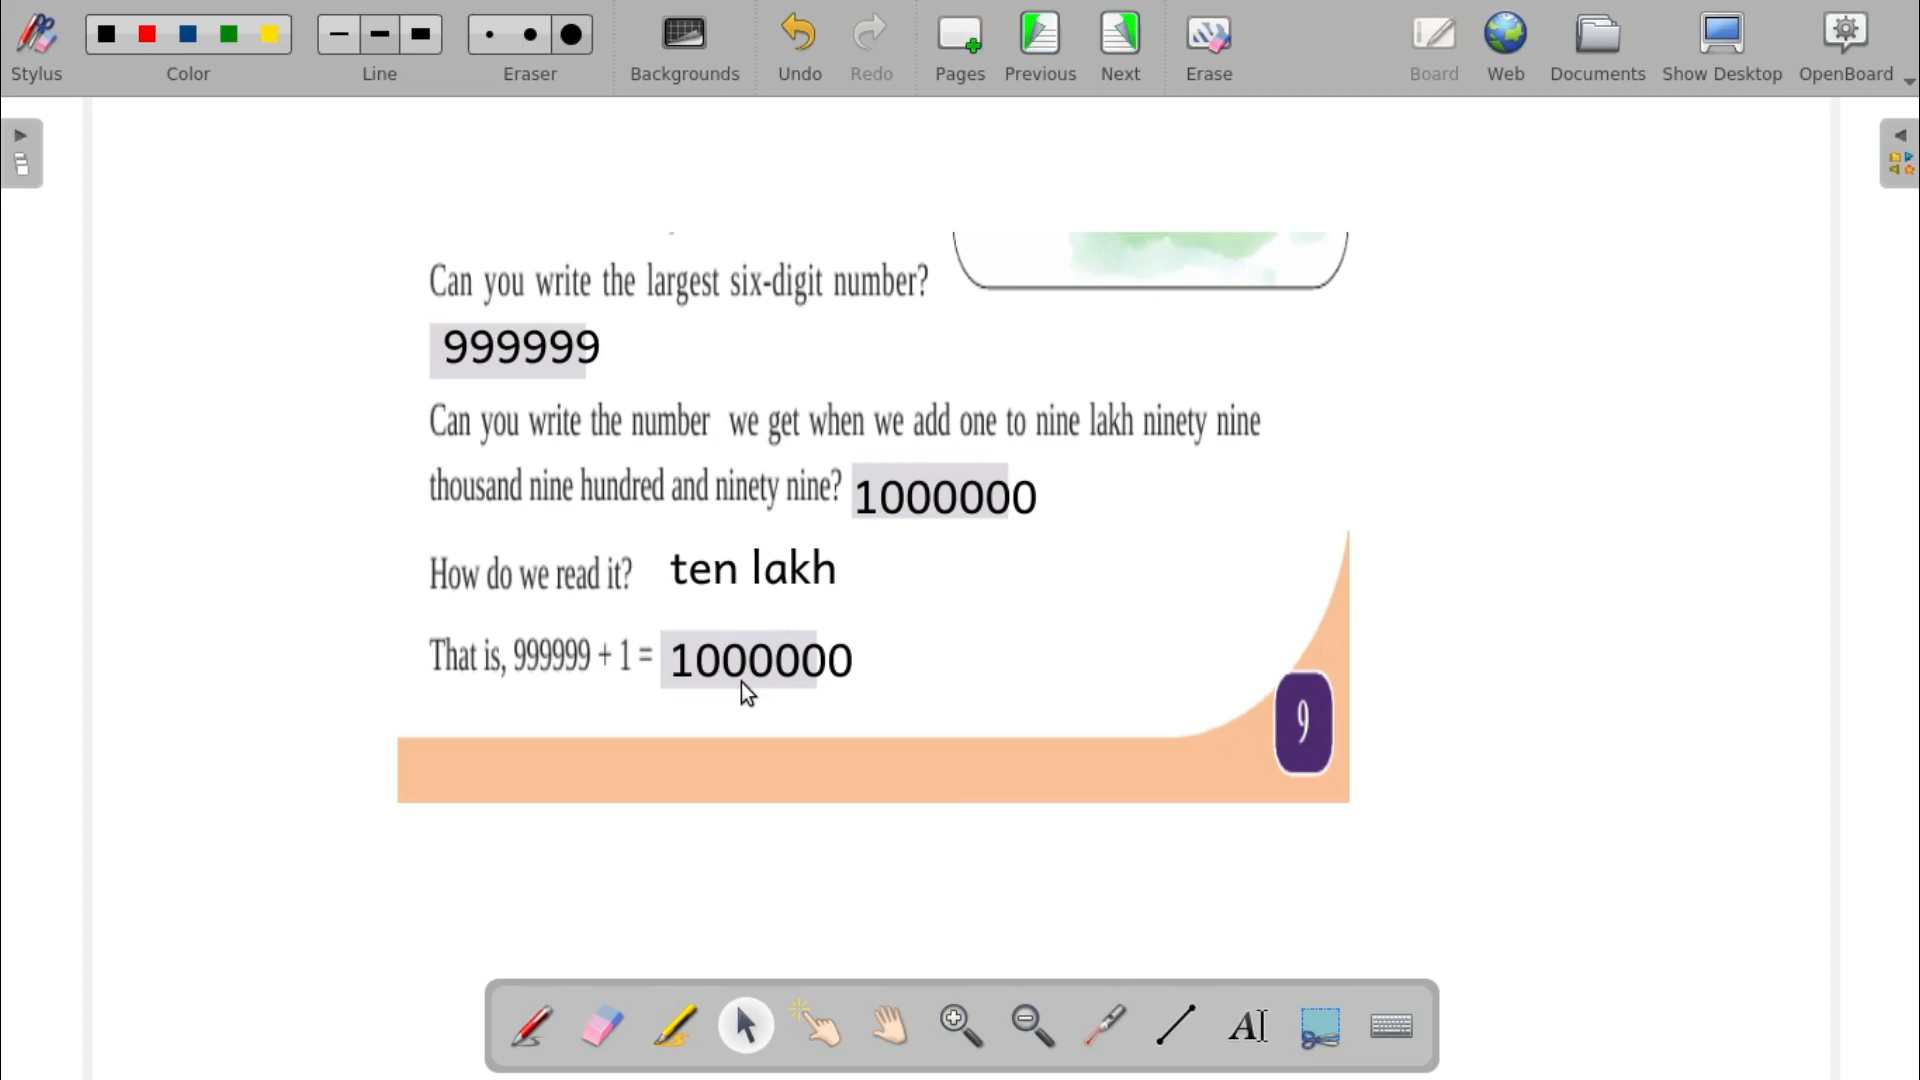 Stylus Color Line Eraser Backgrounds Undo Redo Pages Previous Next Erase Board Web Documents Show Desktop OpenBoard
Can you write the largest six-digit number?
999999
Can you write the number we get when we add one to nine lakh ninety nine
thousand nine hundred and ninety nine? 1000000
How do we read it? ten lakh
That is, 999999 + 1 = 1000000
9